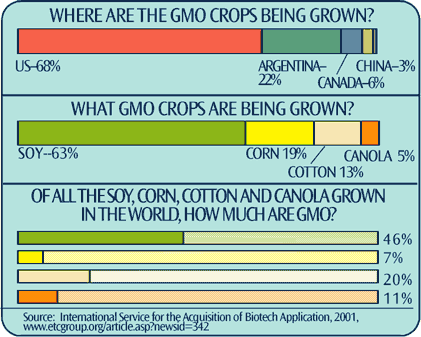 WHERE ARE THE GMO CROPS BEING GROWN?
US–68%
ARGENTINA–
22%
CANADA–6%
CHINA–3%
WHAT GMO CROPS ARE BEING GROWN?
SOY--63%
CORN 19%
COTTON 13%
CANOLA 5%
OF ALL THE SOY, CORN, COTTON AND CANOLA GROWN
IN THE WORLD, HOW MUCH ARE GMO?
46%
7%
20%
11%
Source: International Service for the Acquisition of Biotech Application, 2001,
www.etcgroup.org/article.asp?newsid=342